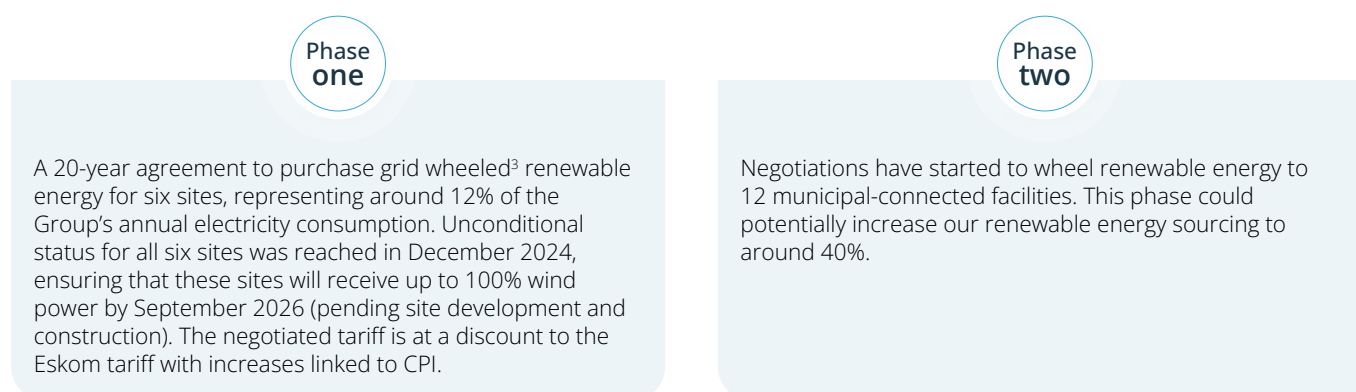 Phase
one
A 20-year agreement to purchase grid wheeled³ renewable
energy for six sites, representing around 12% of the
Group’s annual electricity consumption. Unconditional
status for all six sites was reached in December 2024,
ensuring that these sites will receive up to 100% wind
power by September 2026 (pending site development and
construction). The negotiated tariff is at a discount to the
Eskom tariff with increases linked to CPI.
Phase
two
Negotiations have started to wheel renewable energy to
12 municipal-connected facilities. This phase could
potentially increase our renewable energy sourcing to
around 40%.